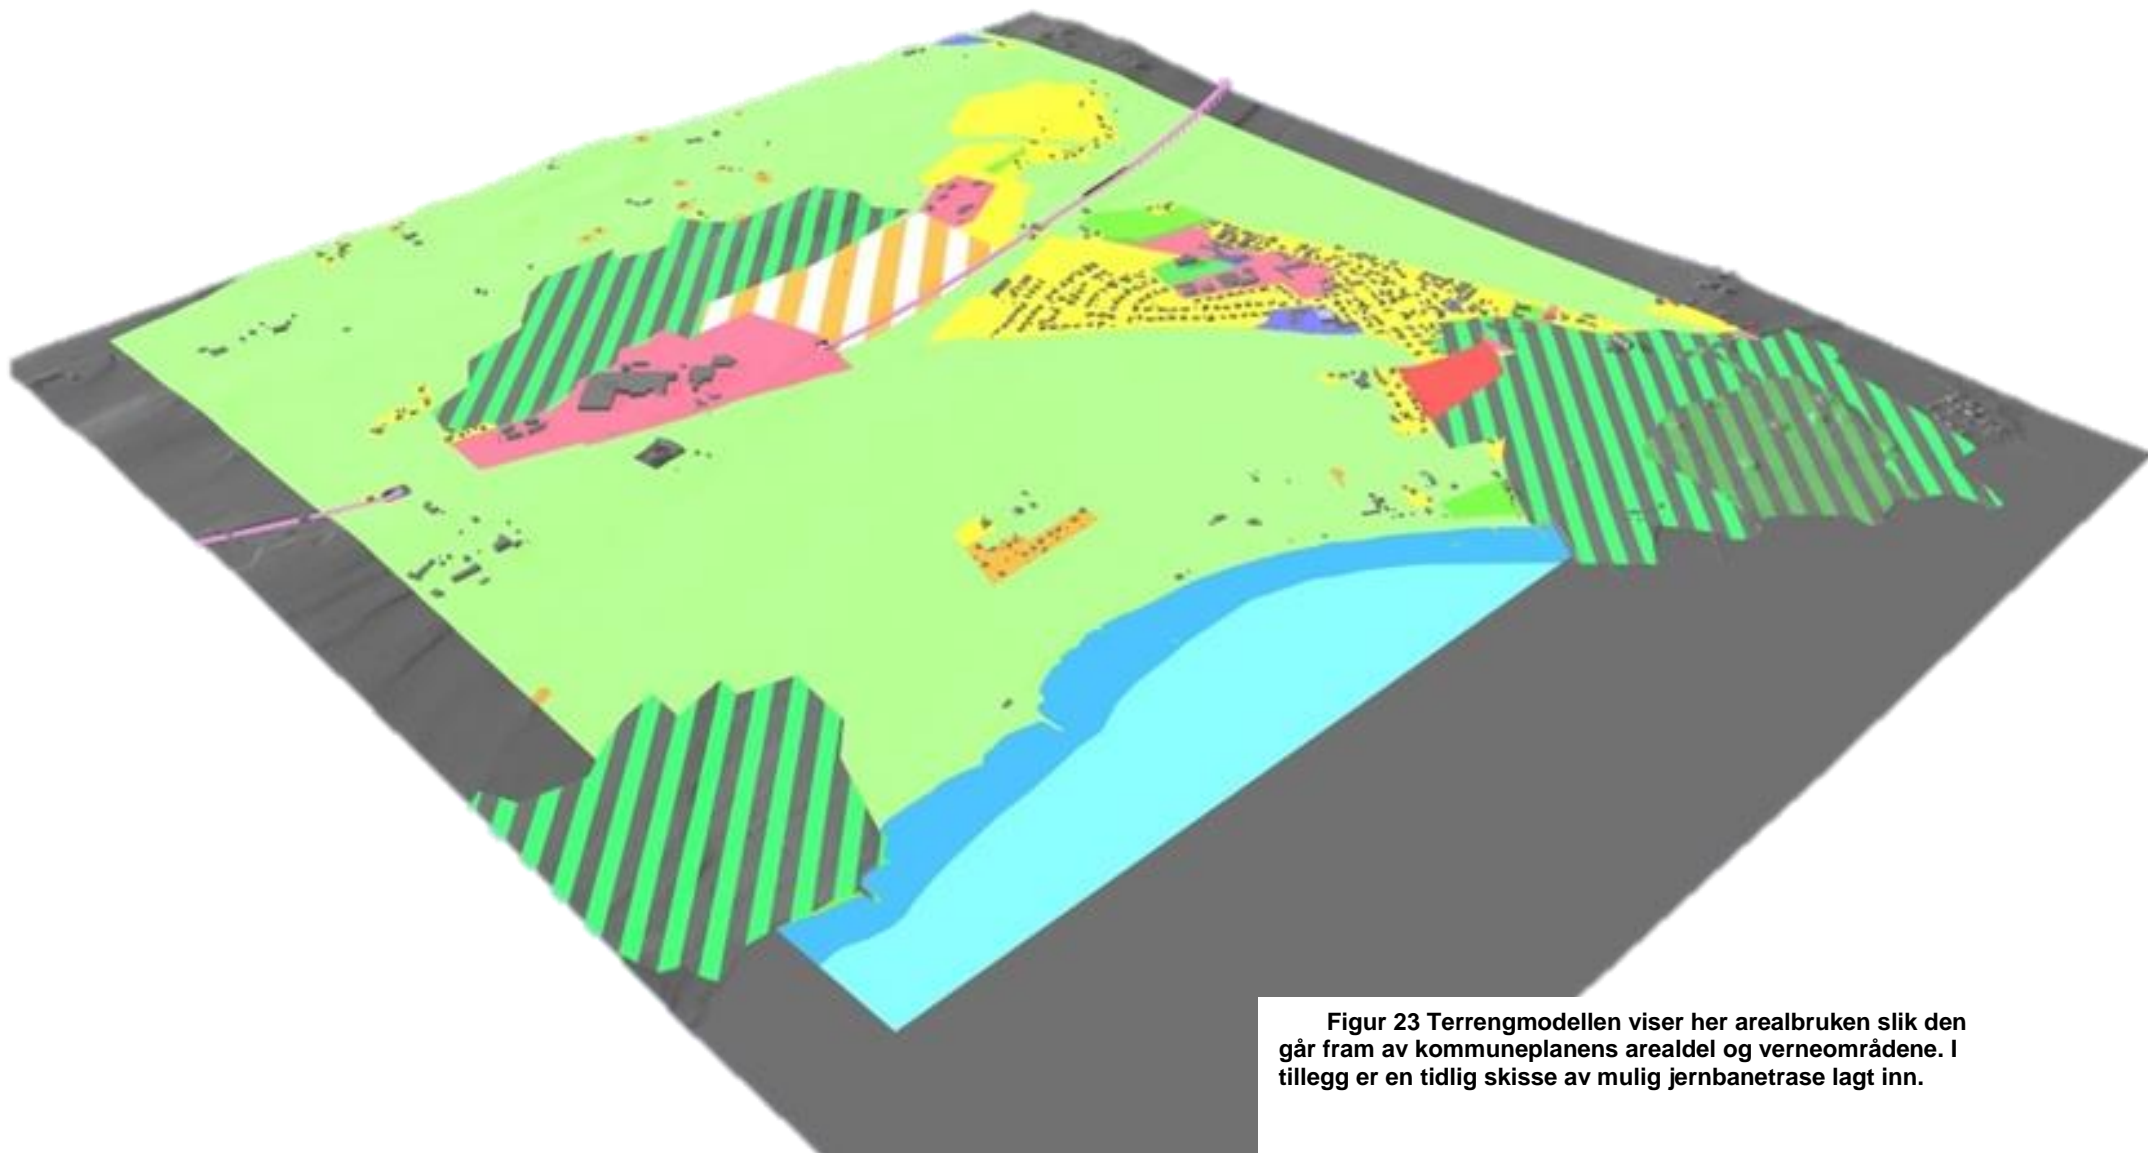 Figur 23 Terrengmodellen viser her arealbruken slik den
går fram av kommuneplanens arealdel og verneområdene. I
tillegg er en tidlig skisse av mulig jernbanetrase lagt inn.